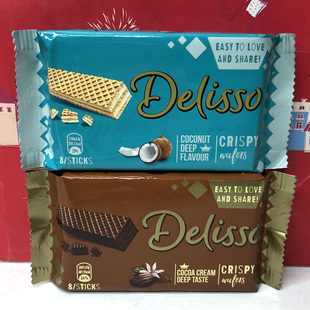 EASY TO LOVE
AND SHARE!
Delisso
COCONUT
DEEP
FLAVOUR
CRISPY
wafers
8/STICKS
EASY TO LOVE
AND SHARE!
Delisso
COCOA CREAM
DEEP TASTE
CRISPY
wafers
8/STICKS